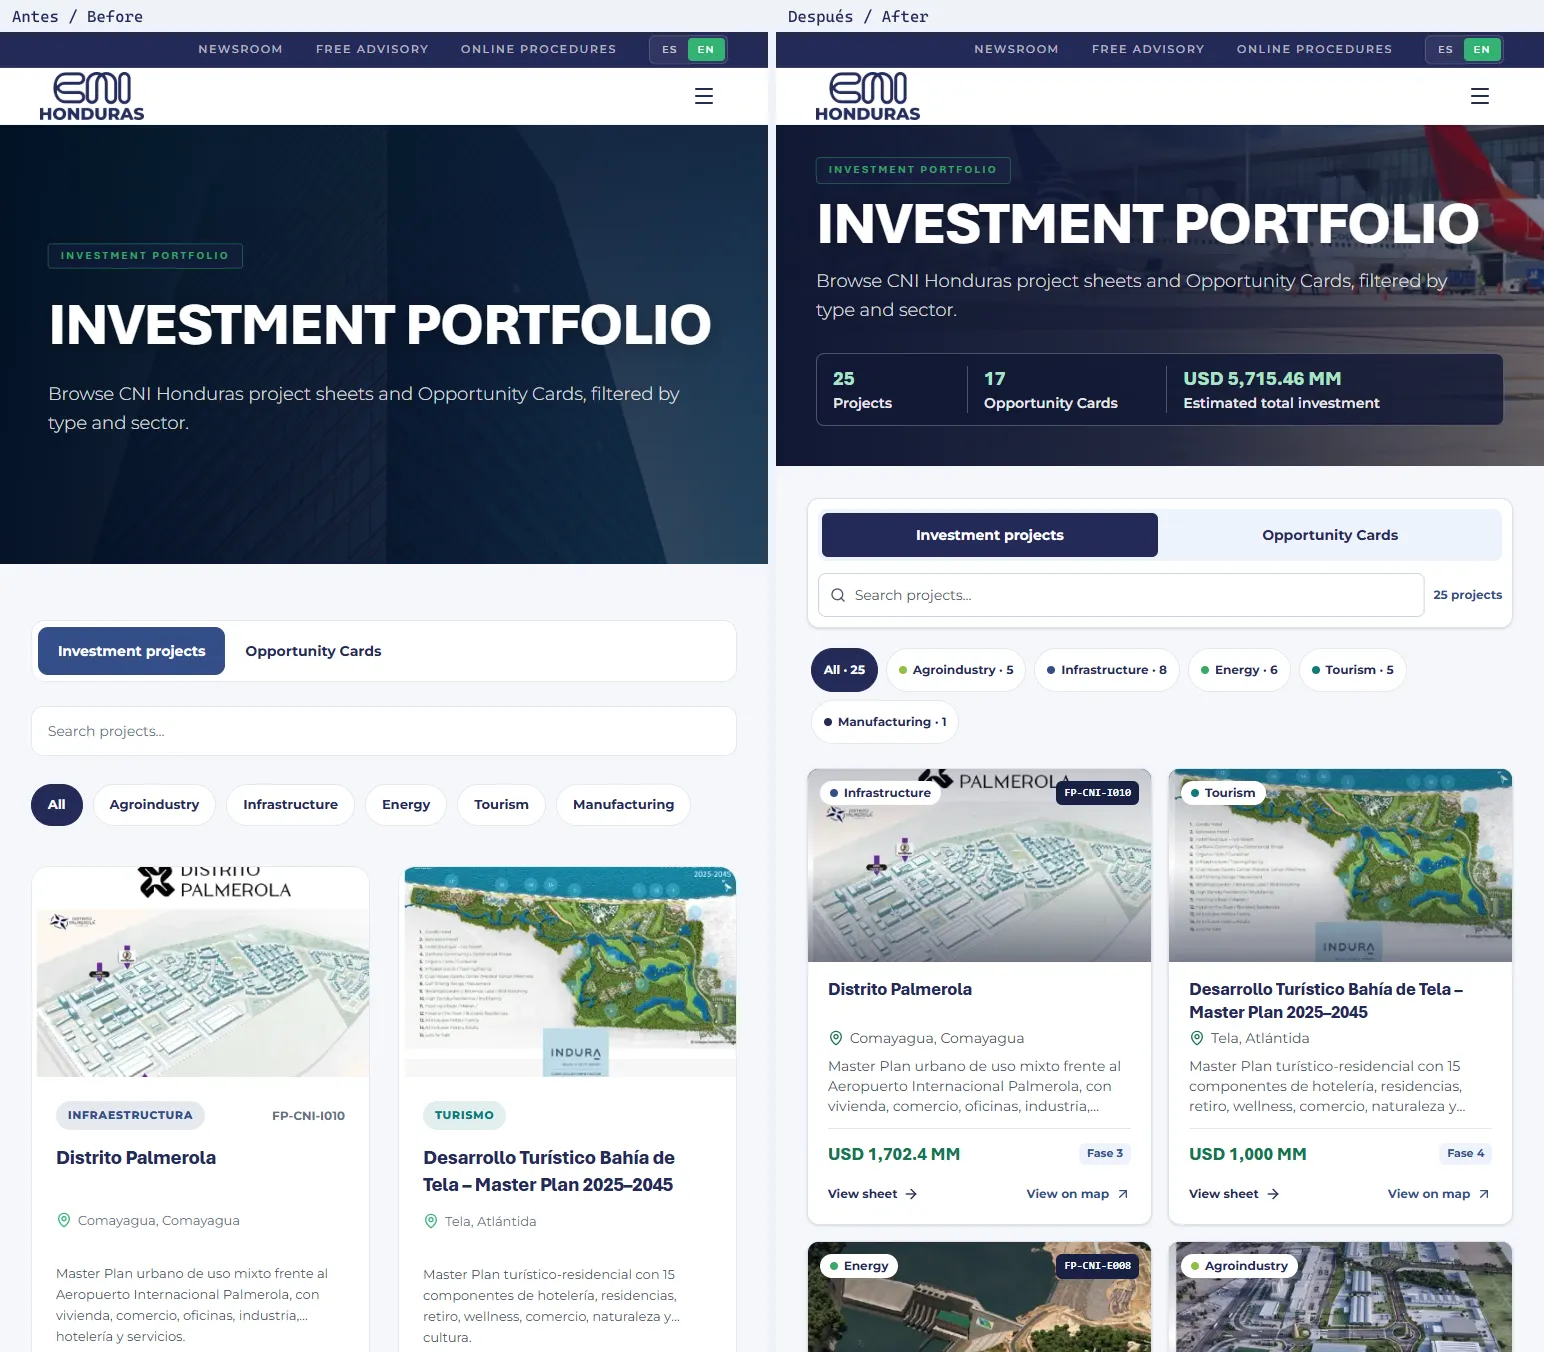 Antes / Before
NEWSROOM FREE ADVISORY ONLINE PROCEDURES ES EN
CNI
HONDURAS
INVESTMENT PORTFOLIO
INVESTMENT PORTFOLIO
Browse CNI Honduras project sheets and Opportunity Cards, filtered by
type and sector.
Investment projects Opportunity Cards
Search projects...
All Agroindustry Infrastructure Energy Tourism Manufacturing
DISTRITO
PALMEROLA
2025-2045
INDURA
INFRAESTRUCTURA FP-CNI-I010
Distrito Palmerola
Comayagua, Comayagua
Master Plan urbano de uso mixto frente al
Aeropuerto Internacional Palmerola, con
vivienda, comercio, oficinas, industria,...
hotelería y servicios.
TURISMO
Desarrollo Turístico Bahía de
Tela – Master Plan 2025–2045
Tela, Atlántida
Master Plan turístico-residencial con 15
componentes de hotelería, residencias,
retiro, wellness, comercio, naturaleza y...
cultura.
Después / After
NEWSROOM FREE ADVISORY ONLINE PROCEDURES ES EN
CNI
HONDURAS
INVESTMENT PORTFOLIO
INVESTMENT PORTFOLIO
Browse CNI Honduras project sheets and Opportunity Cards, filtered by
type and sector.
25 17 USD 5,715.46 MM
Projects Opportunity Cards Estimated total investment
Investment projects Opportunity Cards
Search projects... 25 projects
All · 25 Agroindustry · 5 Infrastructure · 8 Energy · 6 Tourism · 5
Manufacturing · 1
PALMEROLA
Infrastructure FP-CNI-I010
Distrito Palmerola
Comayagua, Comayagua
Master Plan urbano de uso mixto frente al
Aeropuerto Internacional Palmerola, con
vivienda, comercio, oficinas, industria,...
USD 1,702.4 MM Fase 3
View sheet View on map
Tourism
INDURA
Desarrollo Turístico Bahía de Tela –
Master Plan 2025–2045
Tela, Atlántida
Master Plan turístico-residencial con 15
componentes de hotelería, residencias,
retiro, wellness, comercio, naturaleza y...
USD 1,000 MM Fase 4
View sheet View on map
Energy FP-CNI-E008
Agroindustry